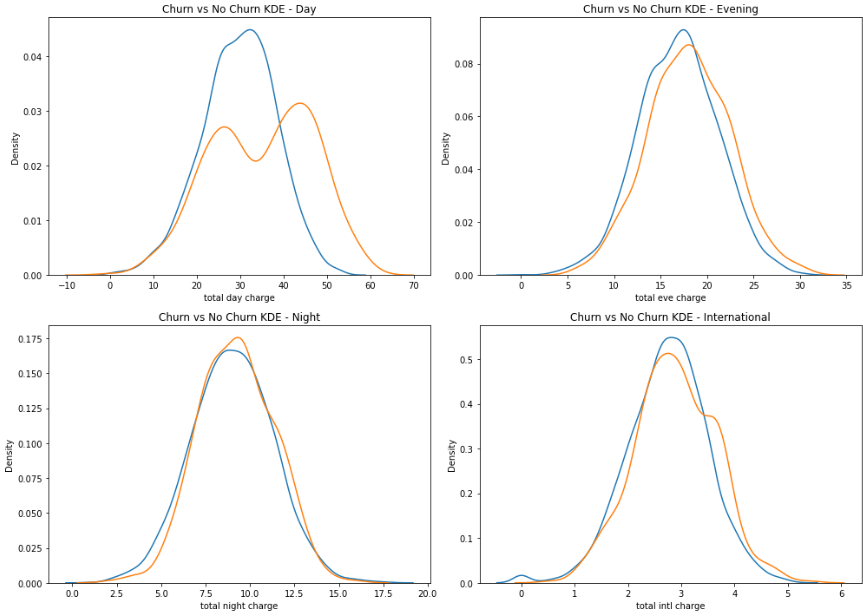 Churn vs No Churn KDE - Day
Density
0.04
0.03
0.02
0.01
0.00
−10 0 10 20 30 40 50 60 70
total day charge
Churn vs No Churn KDE - Evening
Density
0.08
0.06
0.04
0.02
0.00
0 5 10 15 20 25 30 35
total eve charge
Churn vs No Churn KDE - Night
Density
0.175
0.150
0.125
0.100
0.075
0.050
0.025
0.000
0.0 2.5 5.0 7.5 10.0 12.5 15.0 17.5 20.0
total night charge
Churn vs No Churn KDE - International
Density
0.5
0.4
0.3
0.2
0.1
0.0
0 1 2 3 4 5 6
total intl charge